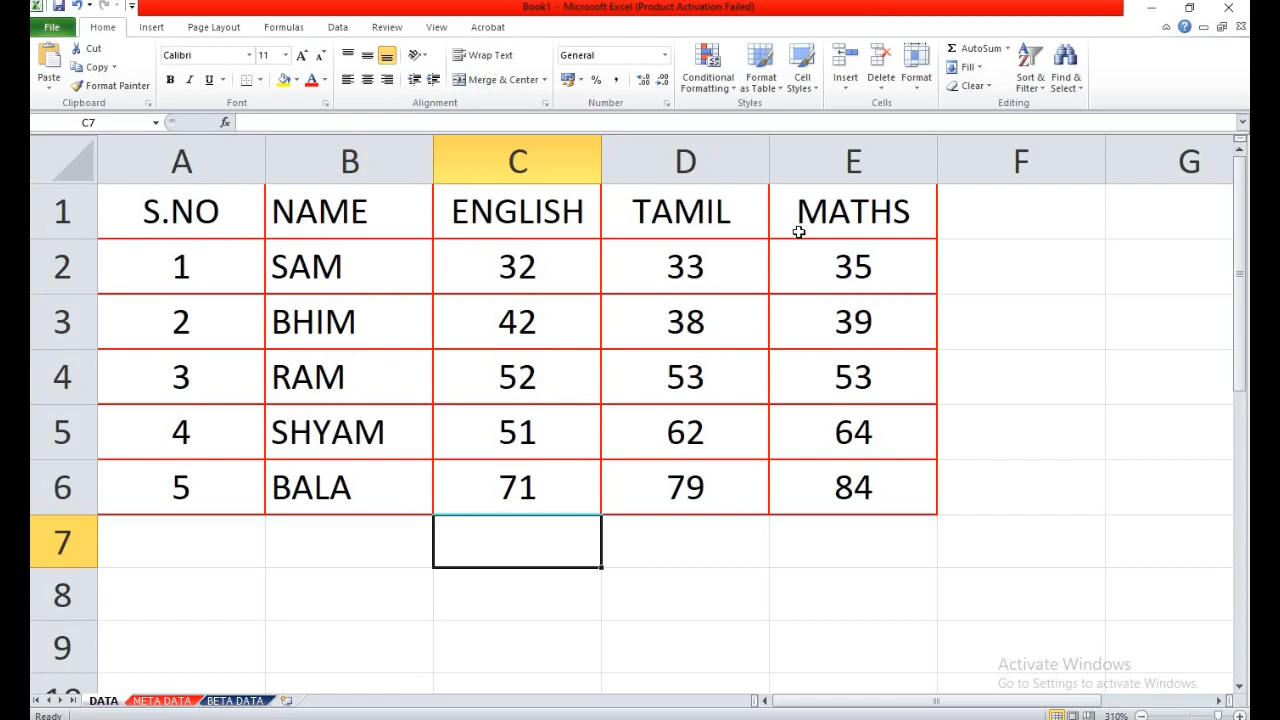 Book1 - Microsoft Excel (Product Activation Failed)
File Home Insert Page Layout Formulas Data Review View Acrobat
Paste
Cut
Copy
Format Painter
Clipboard
Calibri 11
B I U
Font
Wrap Text
Merge & Center
Alignment
General
Number
Conditional Formatting
Format as Table
Cell Styles
Styles
Insert Delete Format
Cells
AutoSum
Fill
Clear
Sort & Filter
Find & Select
Editing
C7 fx
A B C D E F G
1 S.NO NAME ENGLISH TAMIL MATHS
2 1 SAM 32 33 35
3 2 BHIM 42 38 39
4 3 RAM 52 53 53
5 4 SHYAM 51 62 64
6 5 BALA 71 79 84
7
8
9
10
Activate Windows
Go to Settings to activate Windows.
DATA META DATA BETA DATA
Ready 310%